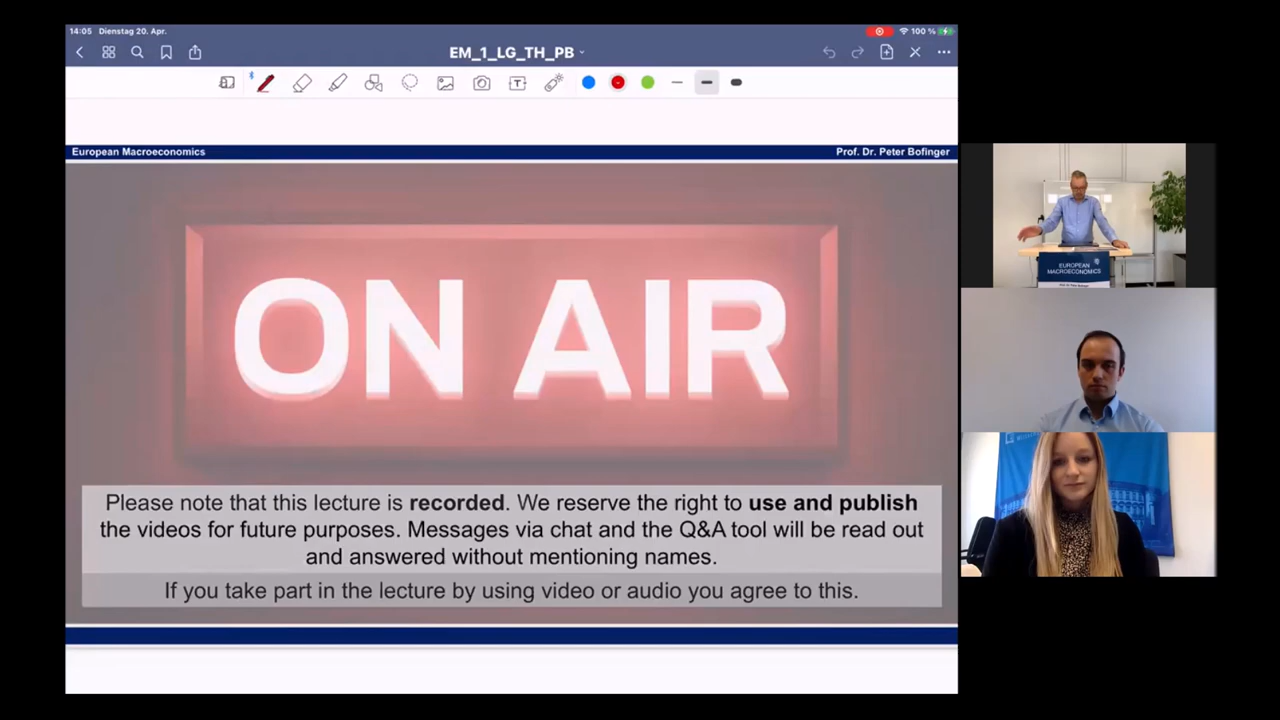 14:05 Dienstag 20. Apr.
100 %
EM_1_LG_TH_PB
European Macroeconomics
Prof. Dr. Peter Bofinger
ON AIR
Please note that this lecture is recorded. We reserve the right to use and publish
the videos for future purposes. Messages via chat and the Q&A tool will be read out
and answered without mentioning names.
If you take part in the lecture by using video or audio you agree to this.
EUROPEAN
MACROECONOMICS